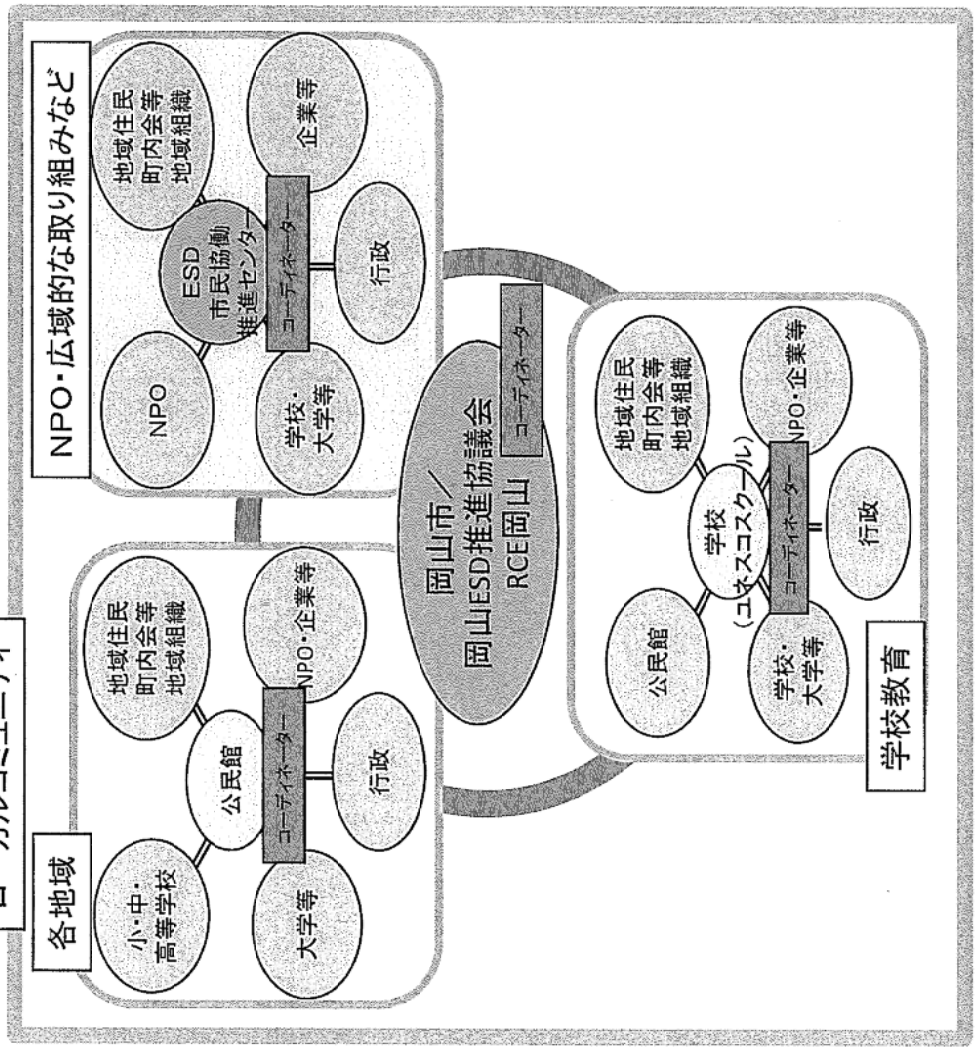 各地域
小・中・
高等学校
地域住民
町内会等
地域組織
公民館
コーディネーター
大学等
NPO・企業等
行政
NPO・広域的な取り組みなど
NPO
地域住民
町内会等
地域組織
ESD
市民協働
推進センター
コーディネーター
学校・
大学等
企業等
行政
岡山市／
岡山ESD推進協議会
RCE岡山
コーディネーター
公民館
地域住民
町内会等
地域組織
学校
(ユネスコスクール)
コーディネーター
学校・
大学等
NPO・企業等
行政
学校教育